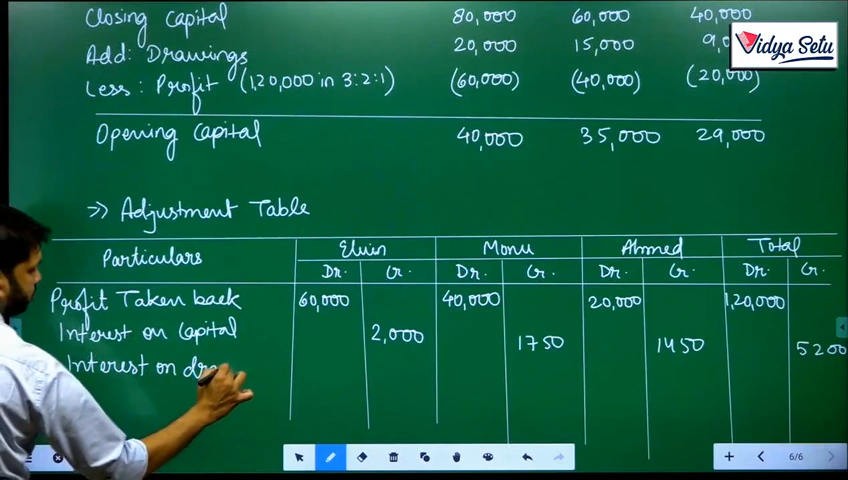 Closing Capital 80,000 60,000 40,000
Vidya Setu
Add: Drawings 20,000 15,000
Less: Profit (1,20,000 in 3:2:1) (60,000) (40,000) (20,000)
Opening Capital 40,000 35,000 29,000
>> Adjustment Table
Particulars Elvin Monu Ahmed Total
Dr. Cr. Dr. Cr. Dr. Cr. Dr. Cr.
Profit Taken back 60,000 40,000 20,000 1,20,000
Interest on Capital 2,000 1750 1450 5200
Interest on
6/6